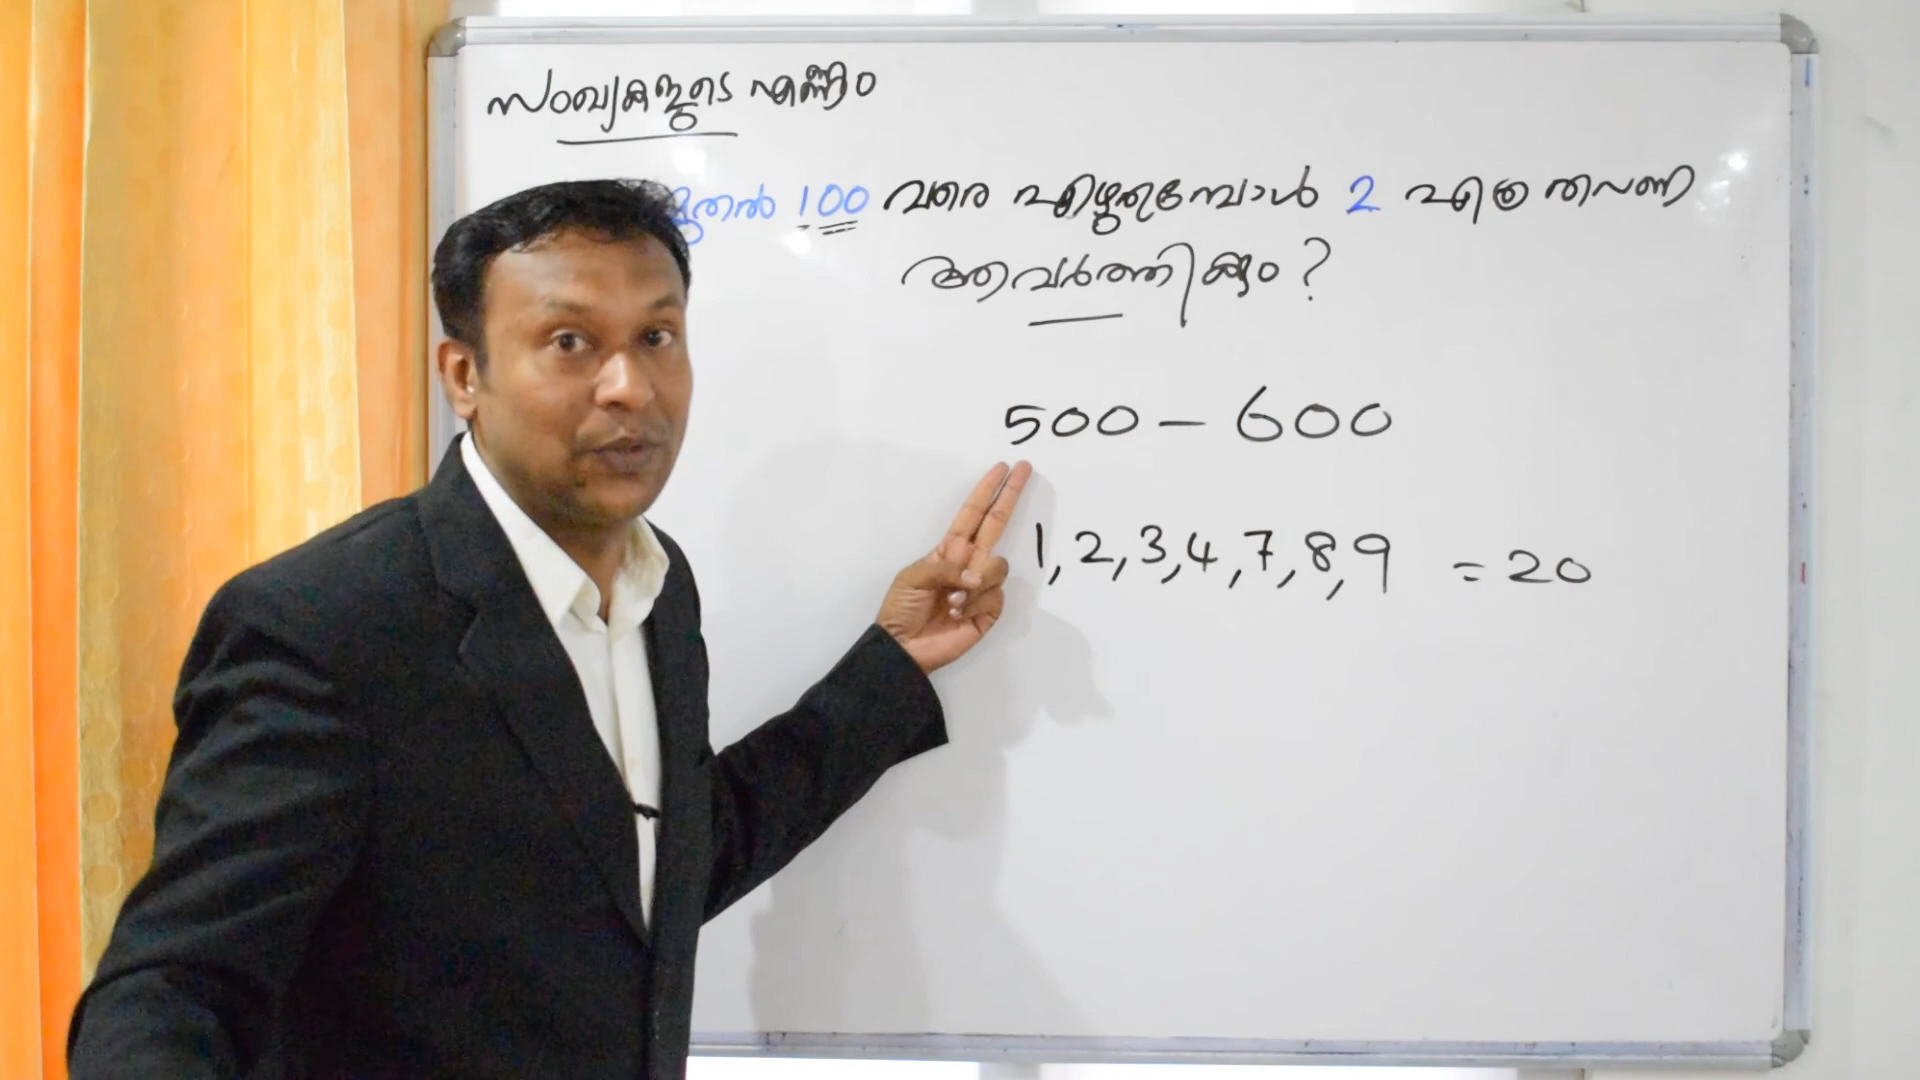 സംഖ്യകളുടെ എണ്ണം
മുതൽ 100 വരെ എഴുതുമ്പോൾ 2 എത്ര തവണ
ആവർത്തിക്കും?
500 - 600
1, 2, 3, 4, 7, 8, 9 = 20